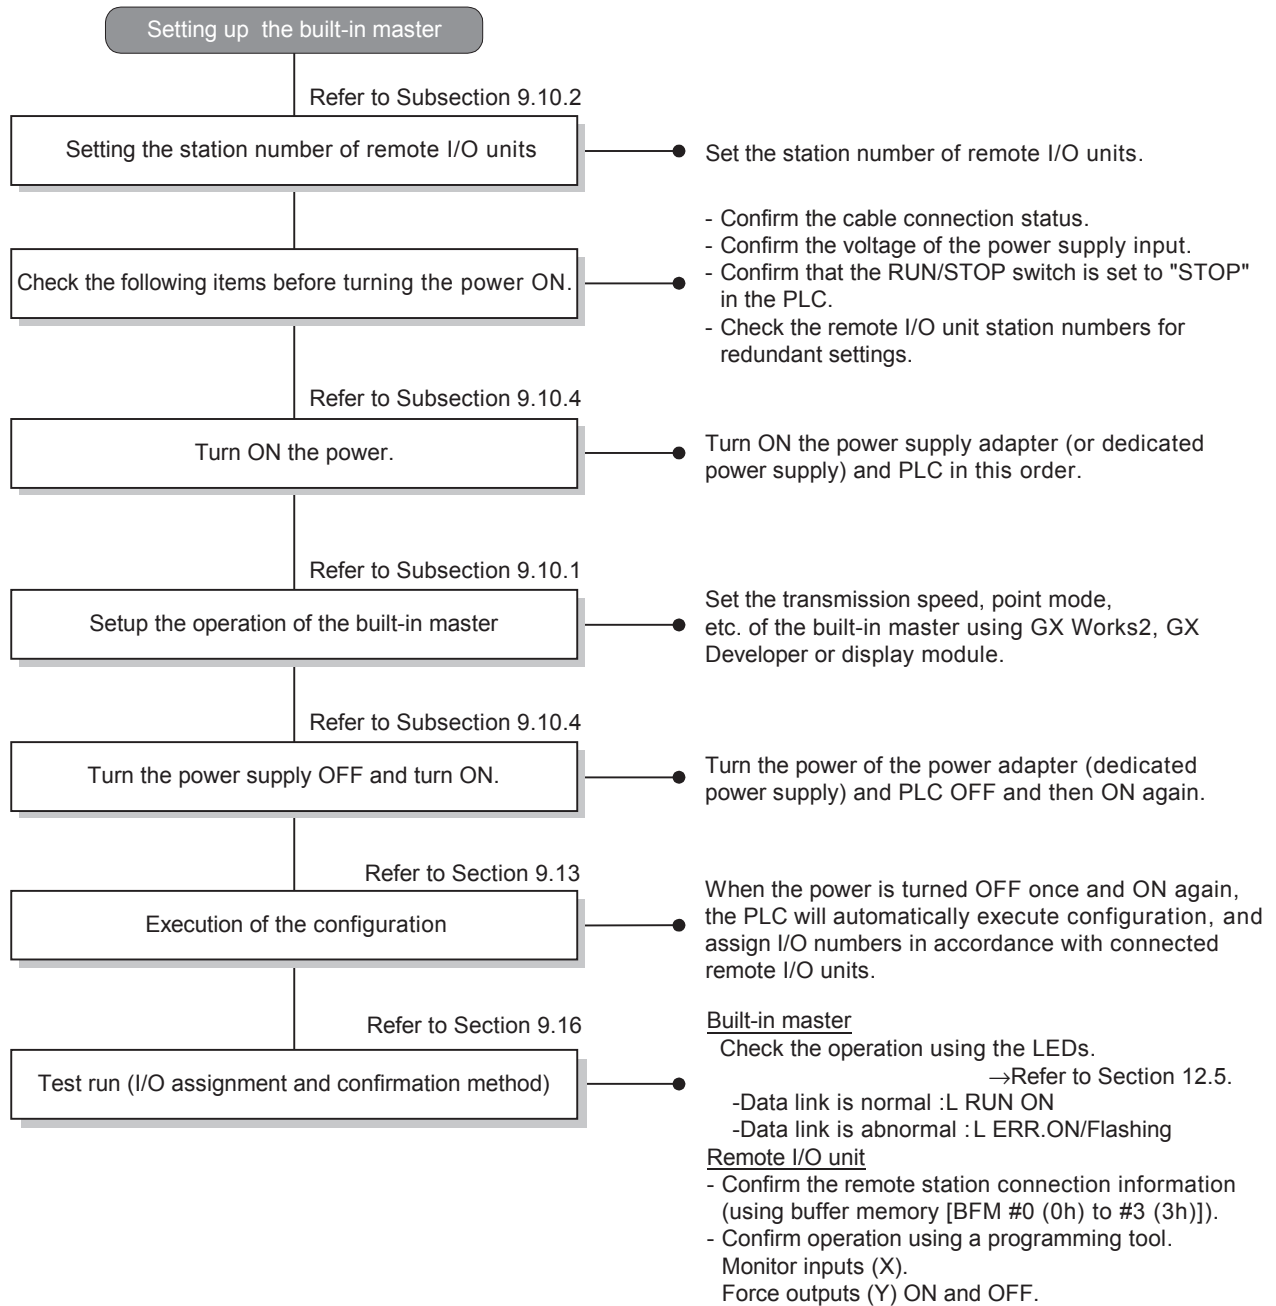 Setting up the built-in master
Refer to Subsection 9.10.2
Setting the station number of remote I/O units
Set the station number of remote I/O units.
Check the following items before turning the power ON.
- Confirm the cable connection status.
- Confirm the voltage of the power supply input.
- Confirm that the RUN/STOP switch is set to "STOP"
in the PLC.
- Check the remote I/O unit station numbers for
redundant settings.
Refer to Subsection 9.10.4
Turn ON the power.
Turn ON the power supply adapter (or dedicated
power supply) and PLC in this order.
Refer to Subsection 9.10.1
Setup the operation of the built-in master
Set the transmission speed, point mode,
etc. of the built-in master using GX Works2, GX
Developer or display module.
Refer to Subsection 9.10.4
Turn the power supply OFF and turn ON.
Turn the power of the power adapter (dedicated
power supply) and PLC OFF and then ON again.
Refer to Section 9.13
Execution of the configuration
When the power is turned OFF once and ON again,
the PLC will automatically execute configuration, and
assign I/O numbers in accordance with connected
remote I/O units.
Refer to Section 9.16
Test run (I/O assignment and confirmation method)
Built-in master
Check the operation using the LEDs.
→Refer to Section 12.5.
-Data link is normal :L RUN ON
-Data link is abnormal :L ERR.ON/Flashing
Remote I/O unit
- Confirm the remote station connection information
(using buffer memory [BFM #0 (0h) to #3 (3h)]).
- Confirm operation using a programming tool.
Monitor inputs (X).
Force outputs (Y) ON and OFF.